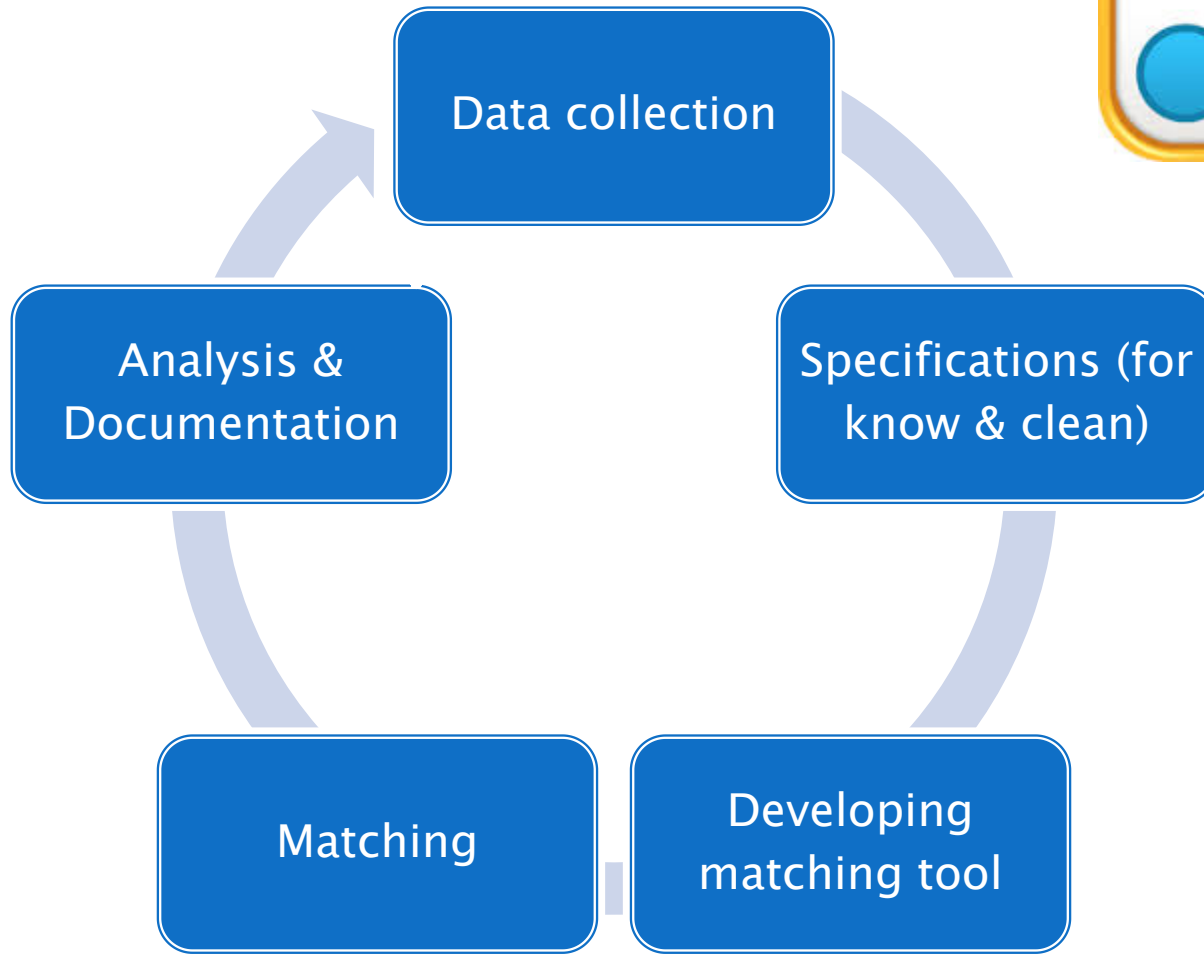 Data collection
Specifications (for
know & clean)
Developing
matching tool
Matching
Analysis &
Documentation